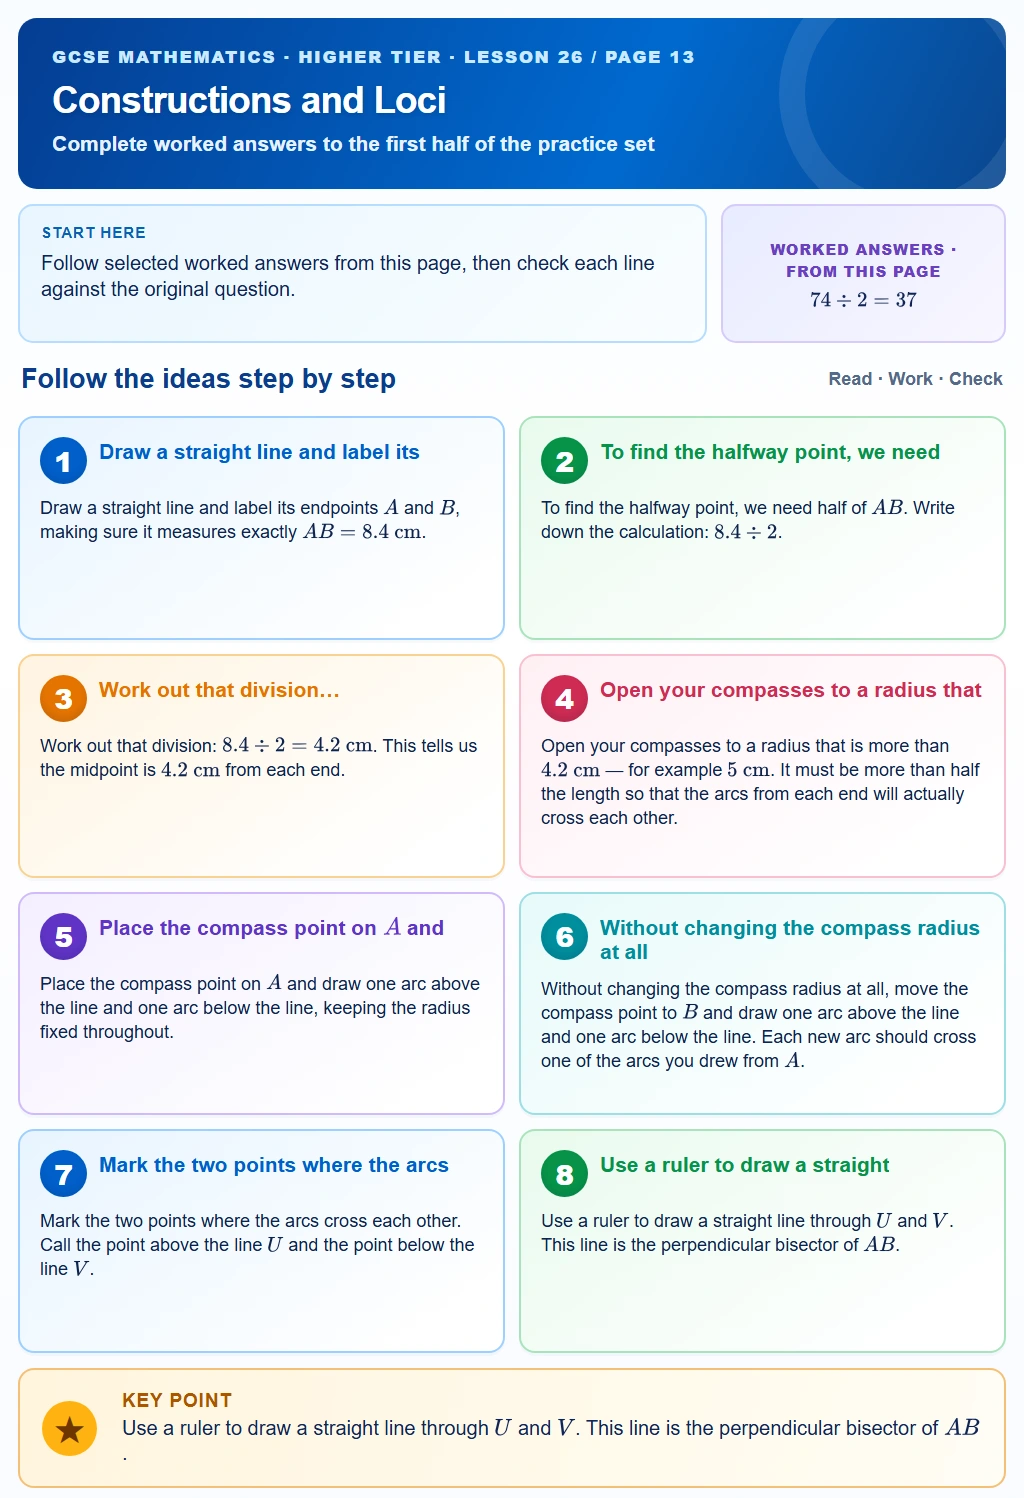 GCSE MATHEMATICS · HIGHER TIER · LESSON 26 / PAGE 13
Constructions and Loci
Complete worked answers to the first half of the practice set
START HERE
Follow selected worked answers from this page, then check each line
against the original question.
WORKED ANSWERS ·
FROM THIS PAGE
74 ÷ 2 = 37
Follow the ideas step by step
Read · Work · Check
1
Draw a straight line and label its
Draw a straight line and label its endpoints A and B,
making sure it measures exactly AB = 8.4 cm.
2
To find the halfway point, we need
To find the halfway point, we need half of AB. Write
down the calculation: 8.4 ÷ 2.
3
Work out that division…
Work out that division: 8.4 ÷ 2 = 4.2 cm. This tells us
the midpoint is 4.2 cm from each end.
4
Open your compasses to a radius that
Open your compasses to a radius that is more than
4.2 cm — for example 5 cm. It must be more than half
the length so that the arcs from each end will actually
cross each other.
5
Place the compass point on A and
Place the compass point on A and draw one arc above
the line and one arc below the line, keeping the radius
fixed throughout.
6
Without changing the compass radius
at all
Without changing the compass radius at all, move the
compass point to B and draw one arc above the line
and one arc below the line. Each new arc should cross
one of the arcs you drew from A.
7
Mark the two points where the arcs
Mark the two points where the arcs cross each other.
Call the point above the line U and the point below the
line V.
8
Use a ruler to draw a straight
Use a ruler to draw a straight line through U and V.
This line is the perpendicular bisector of AB.
KEY POINT
Use a ruler to draw a straight line through U and V. This line is the perpendicular bisector of AB
.